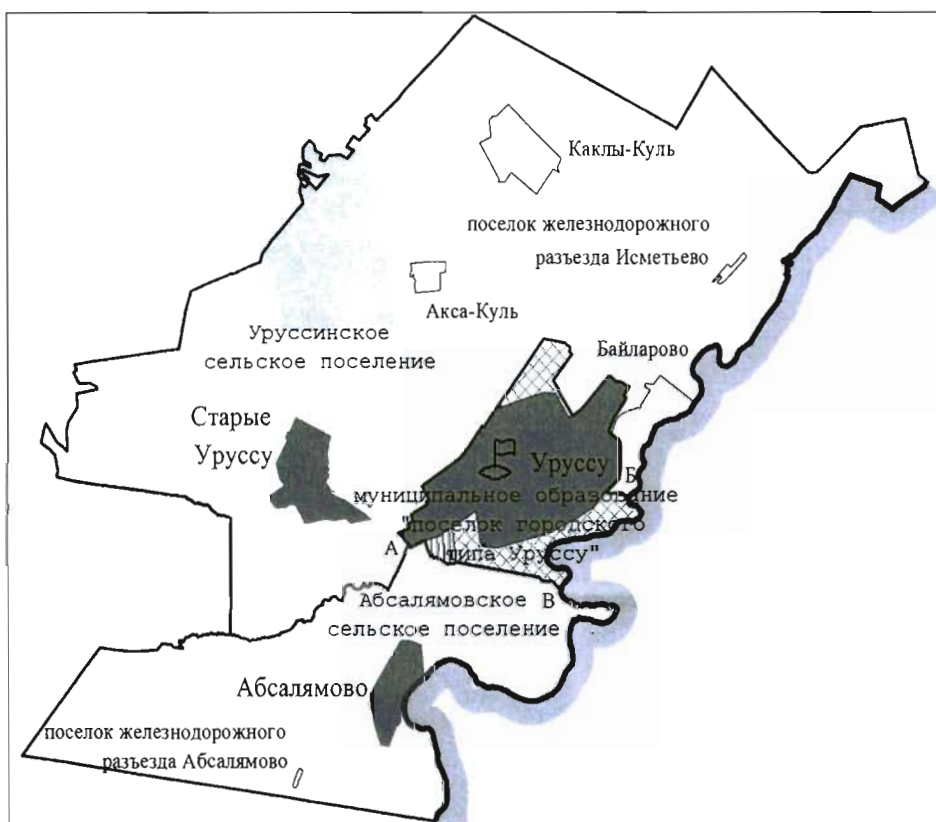 Каклы-Куль
поселок железнодорожного
разъезда Исметьево
Акса-Куль
Уруссинское
сельское поселение
Байларово
Старые
Уруссу
Уруссу
Б
муниципальное образование
"поселок городского
типа Уруссу"
А
Абсалямовское
сельское поселение
В
Абсалямово
поселок железнодорожного
разъезда Абсалямово